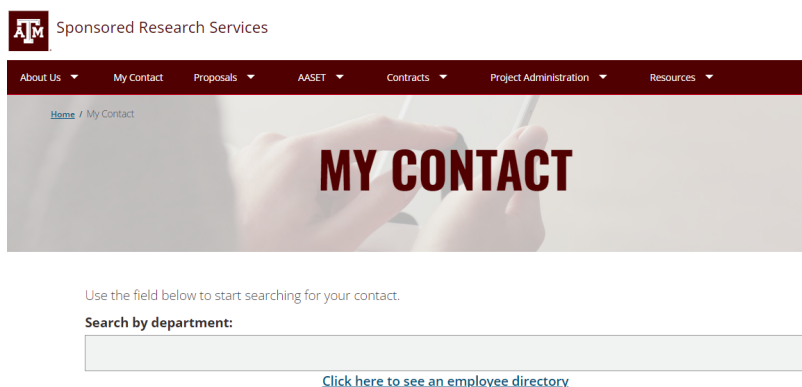 ĀM Sponsored Research Services
About Us My Contact Proposals AASET Contracts Project Administration Resources
Home / My Contact
MY CONTACT
Use the field below to start searching for your contact.
Search by department:
Click here to see an employee directory